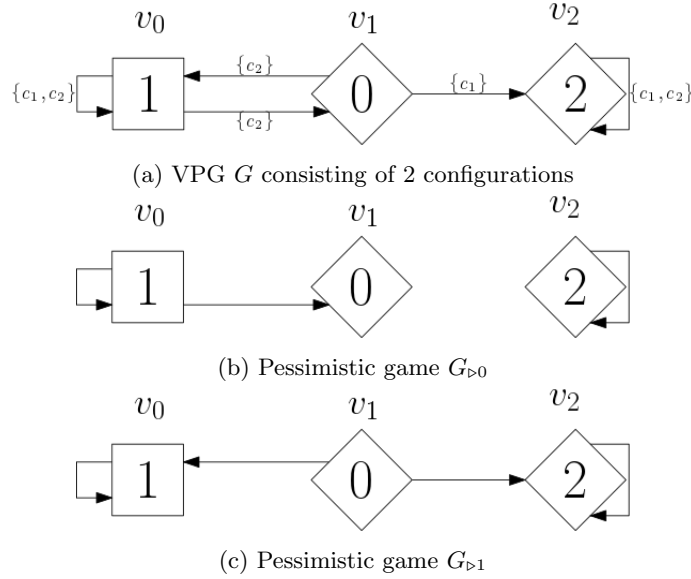 v₀ v₁ v₂
{c₁,c₂} 1 {c₂} {c₂} 0 {c₁} 2 {c₁,c₂}
(a) VPG G consisting of 2 configurations
v₀ v₁ v₂
1 0 2
(b) Pessimistic game G▹₀
v₀ v₁ v₂
1 0 2
(c) Pessimistic game G▹₁